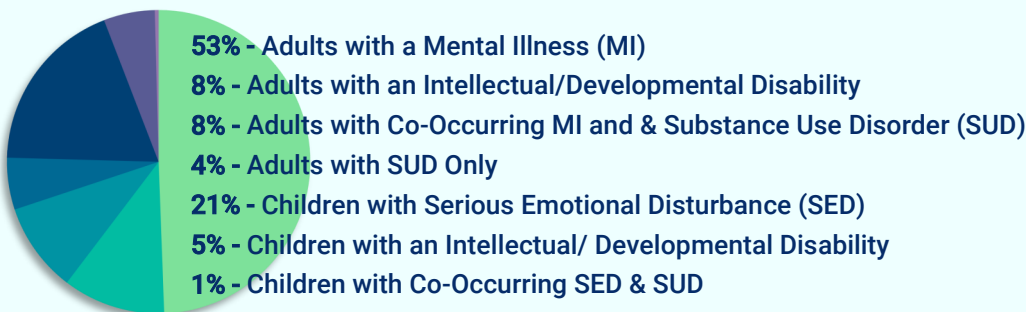 53% - Adults with a Mental Illness (MI)
8% - Adults with an Intellectual/Developmental Disability
8% - Adults with Co-Occurring MI and & Substance Use Disorder (SUD)
4% - Adults with SUD Only
21% - Children with Serious Emotional Disturbance (SED)
5% - Children with an Intellectual/ Developmental Disability
1% - Children with Co-Occurring SED & SUD